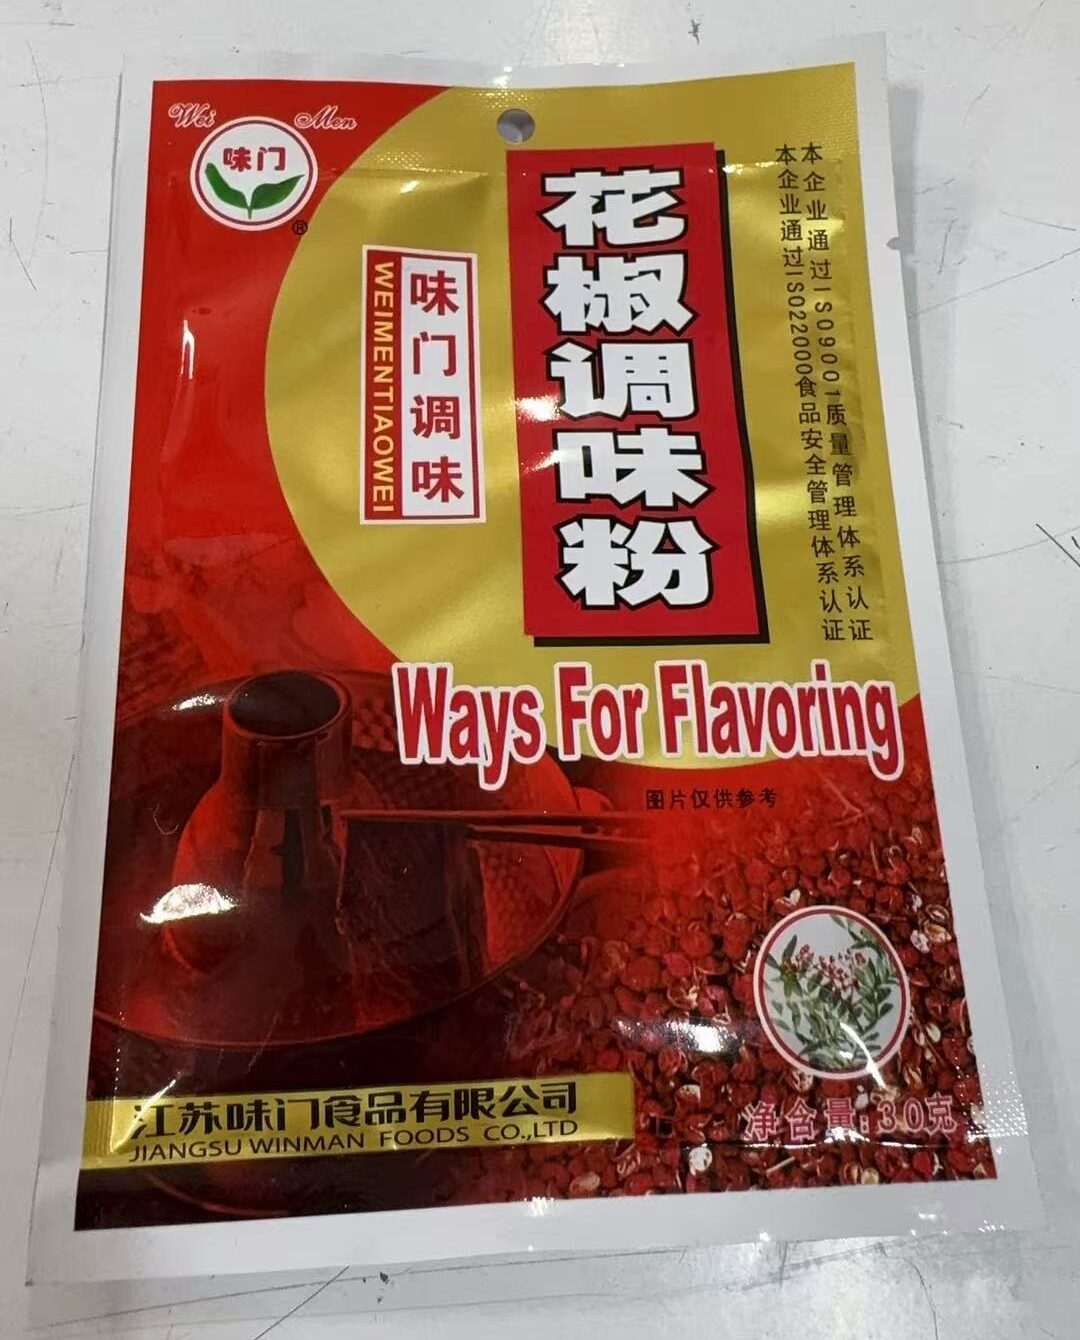 Wei Men
味门
®
花椒调味粉
味门调味
WEIMENTIAOWEI
本企业通过ISO9001质量管理体系认证
本企业通过ISO22000食品安全管理体系认证
Ways For Flavoring
图片仅供参考
江苏味门食品有限公司
JIANGSU WINMAN FOODS CO.,LTD
净含量:30克